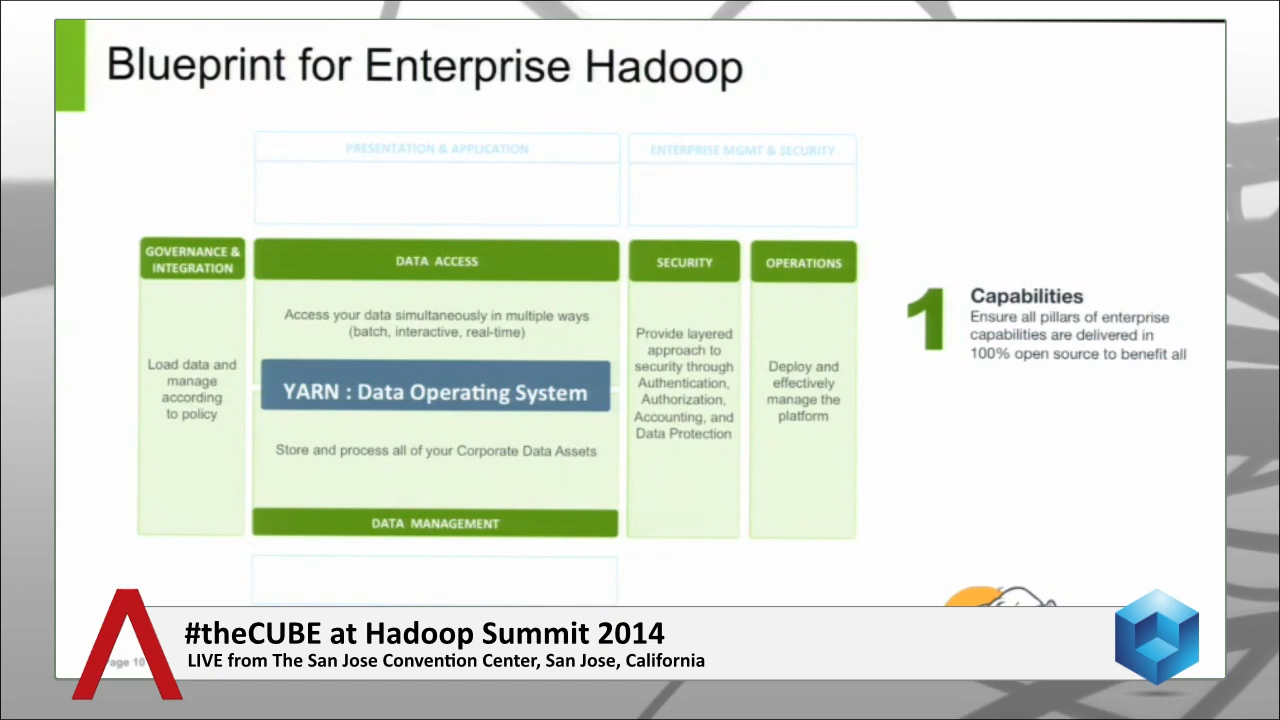 Blueprint for Enterprise Hadoop
PRESENTATION & APPLICATION
ENTERPRISE MGMT & SECURITY
GOVERNANCE &
INTEGRATION
Load data and
manage
according
to policy
DATA ACCESS
Access your data simultaneously in multiple ways
(batch, interactive, real-time)
YARN : Data Operating System
Store and process all of your Corporate Data Assets
DATA MANAGEMENT
SECURITY
Provide layered
approach to
security through
Authentication,
Authorization,
Accounting, and
Data Protection
OPERATIONS
Deploy and
effectively
manage the
platform
1
Capabilities
Ensure all pillars of enterprise
capabilities are delivered in
100% open source to benefit all
#theCUBE at Hadoop Summit 2014
LIVE from The San Jose Convention Center, San Jose, California
age 10